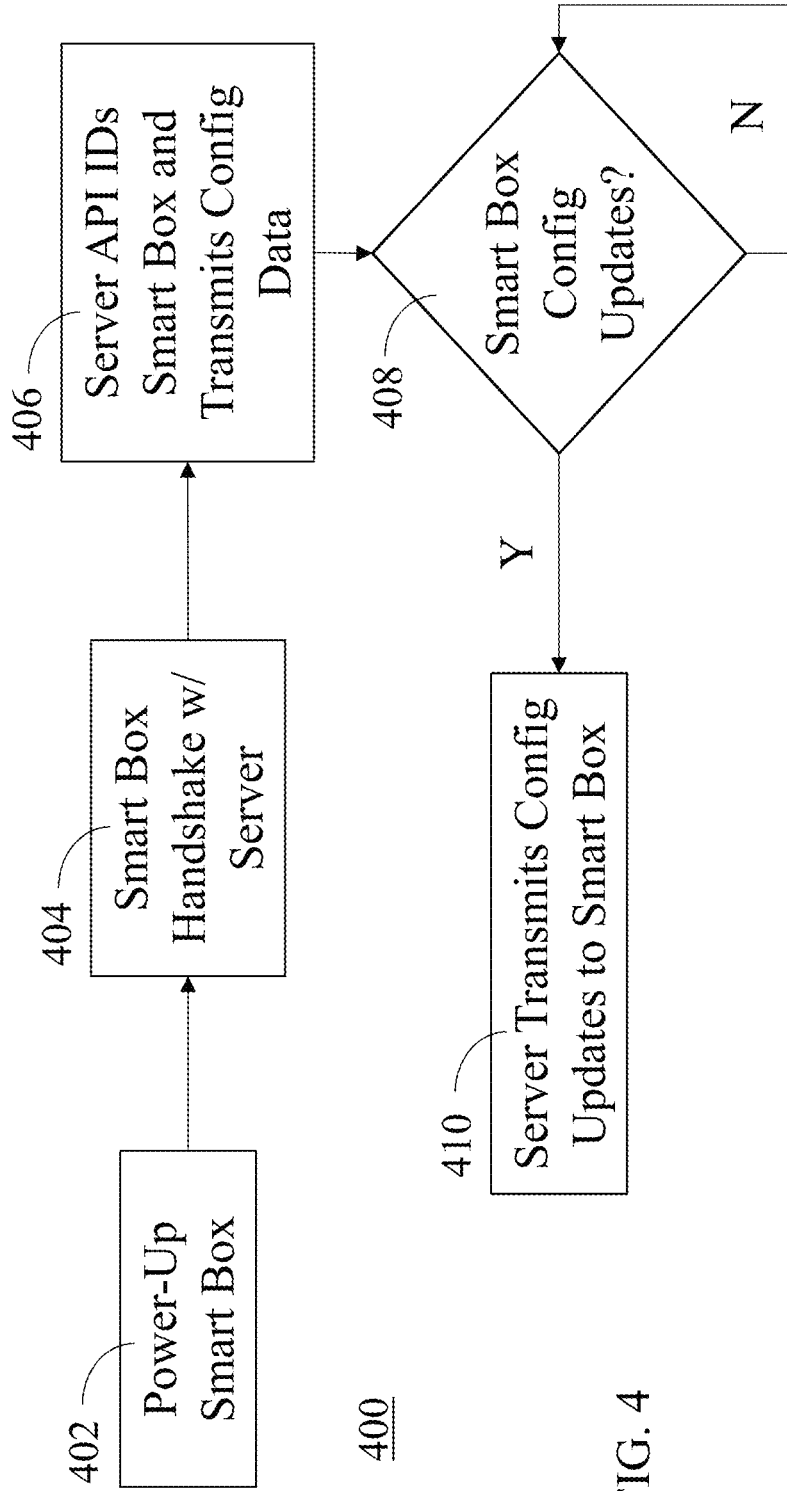 402
Power-Up
Smart Box
404
Smart Box
Handshake w/
Server
406
Server API IDs
Smart Box and
Transmits Config
Data
408
Smart Box
Config
Updates?
Y
N
410
Server Transmits Config
Updates to Smart Box
400
FIG. 4